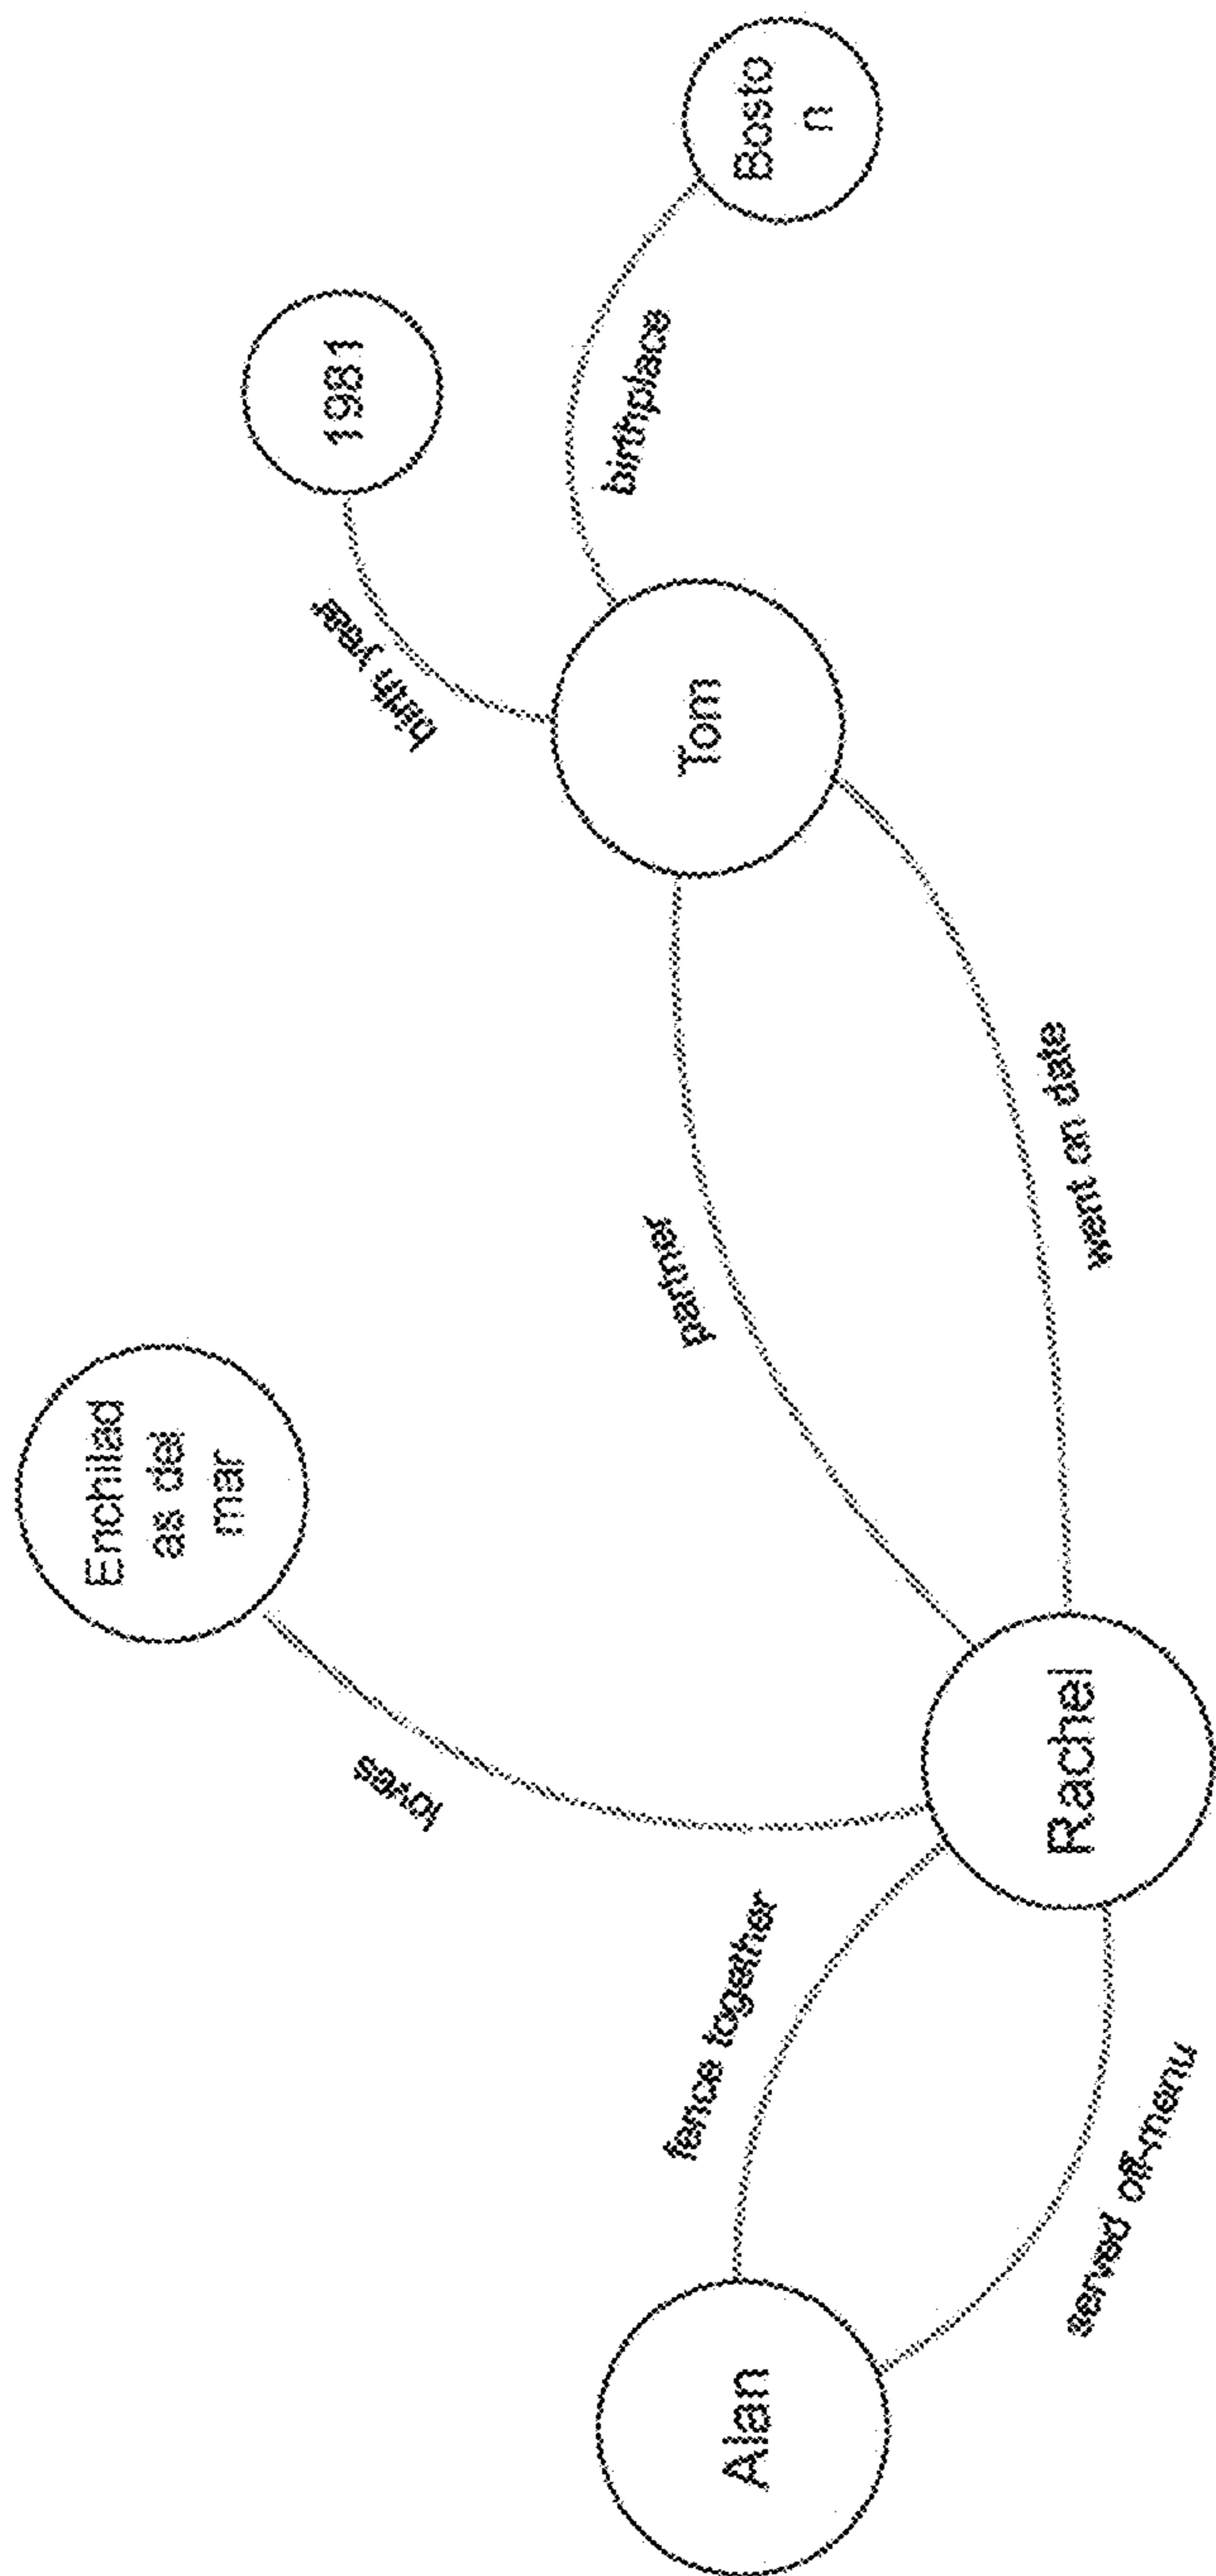 Alan
fence together
served off-menu
Rachel
loves
Enchilad
as del
mar
partner
went on date
Tom
birth year
1981
birthplace
Bosto
n